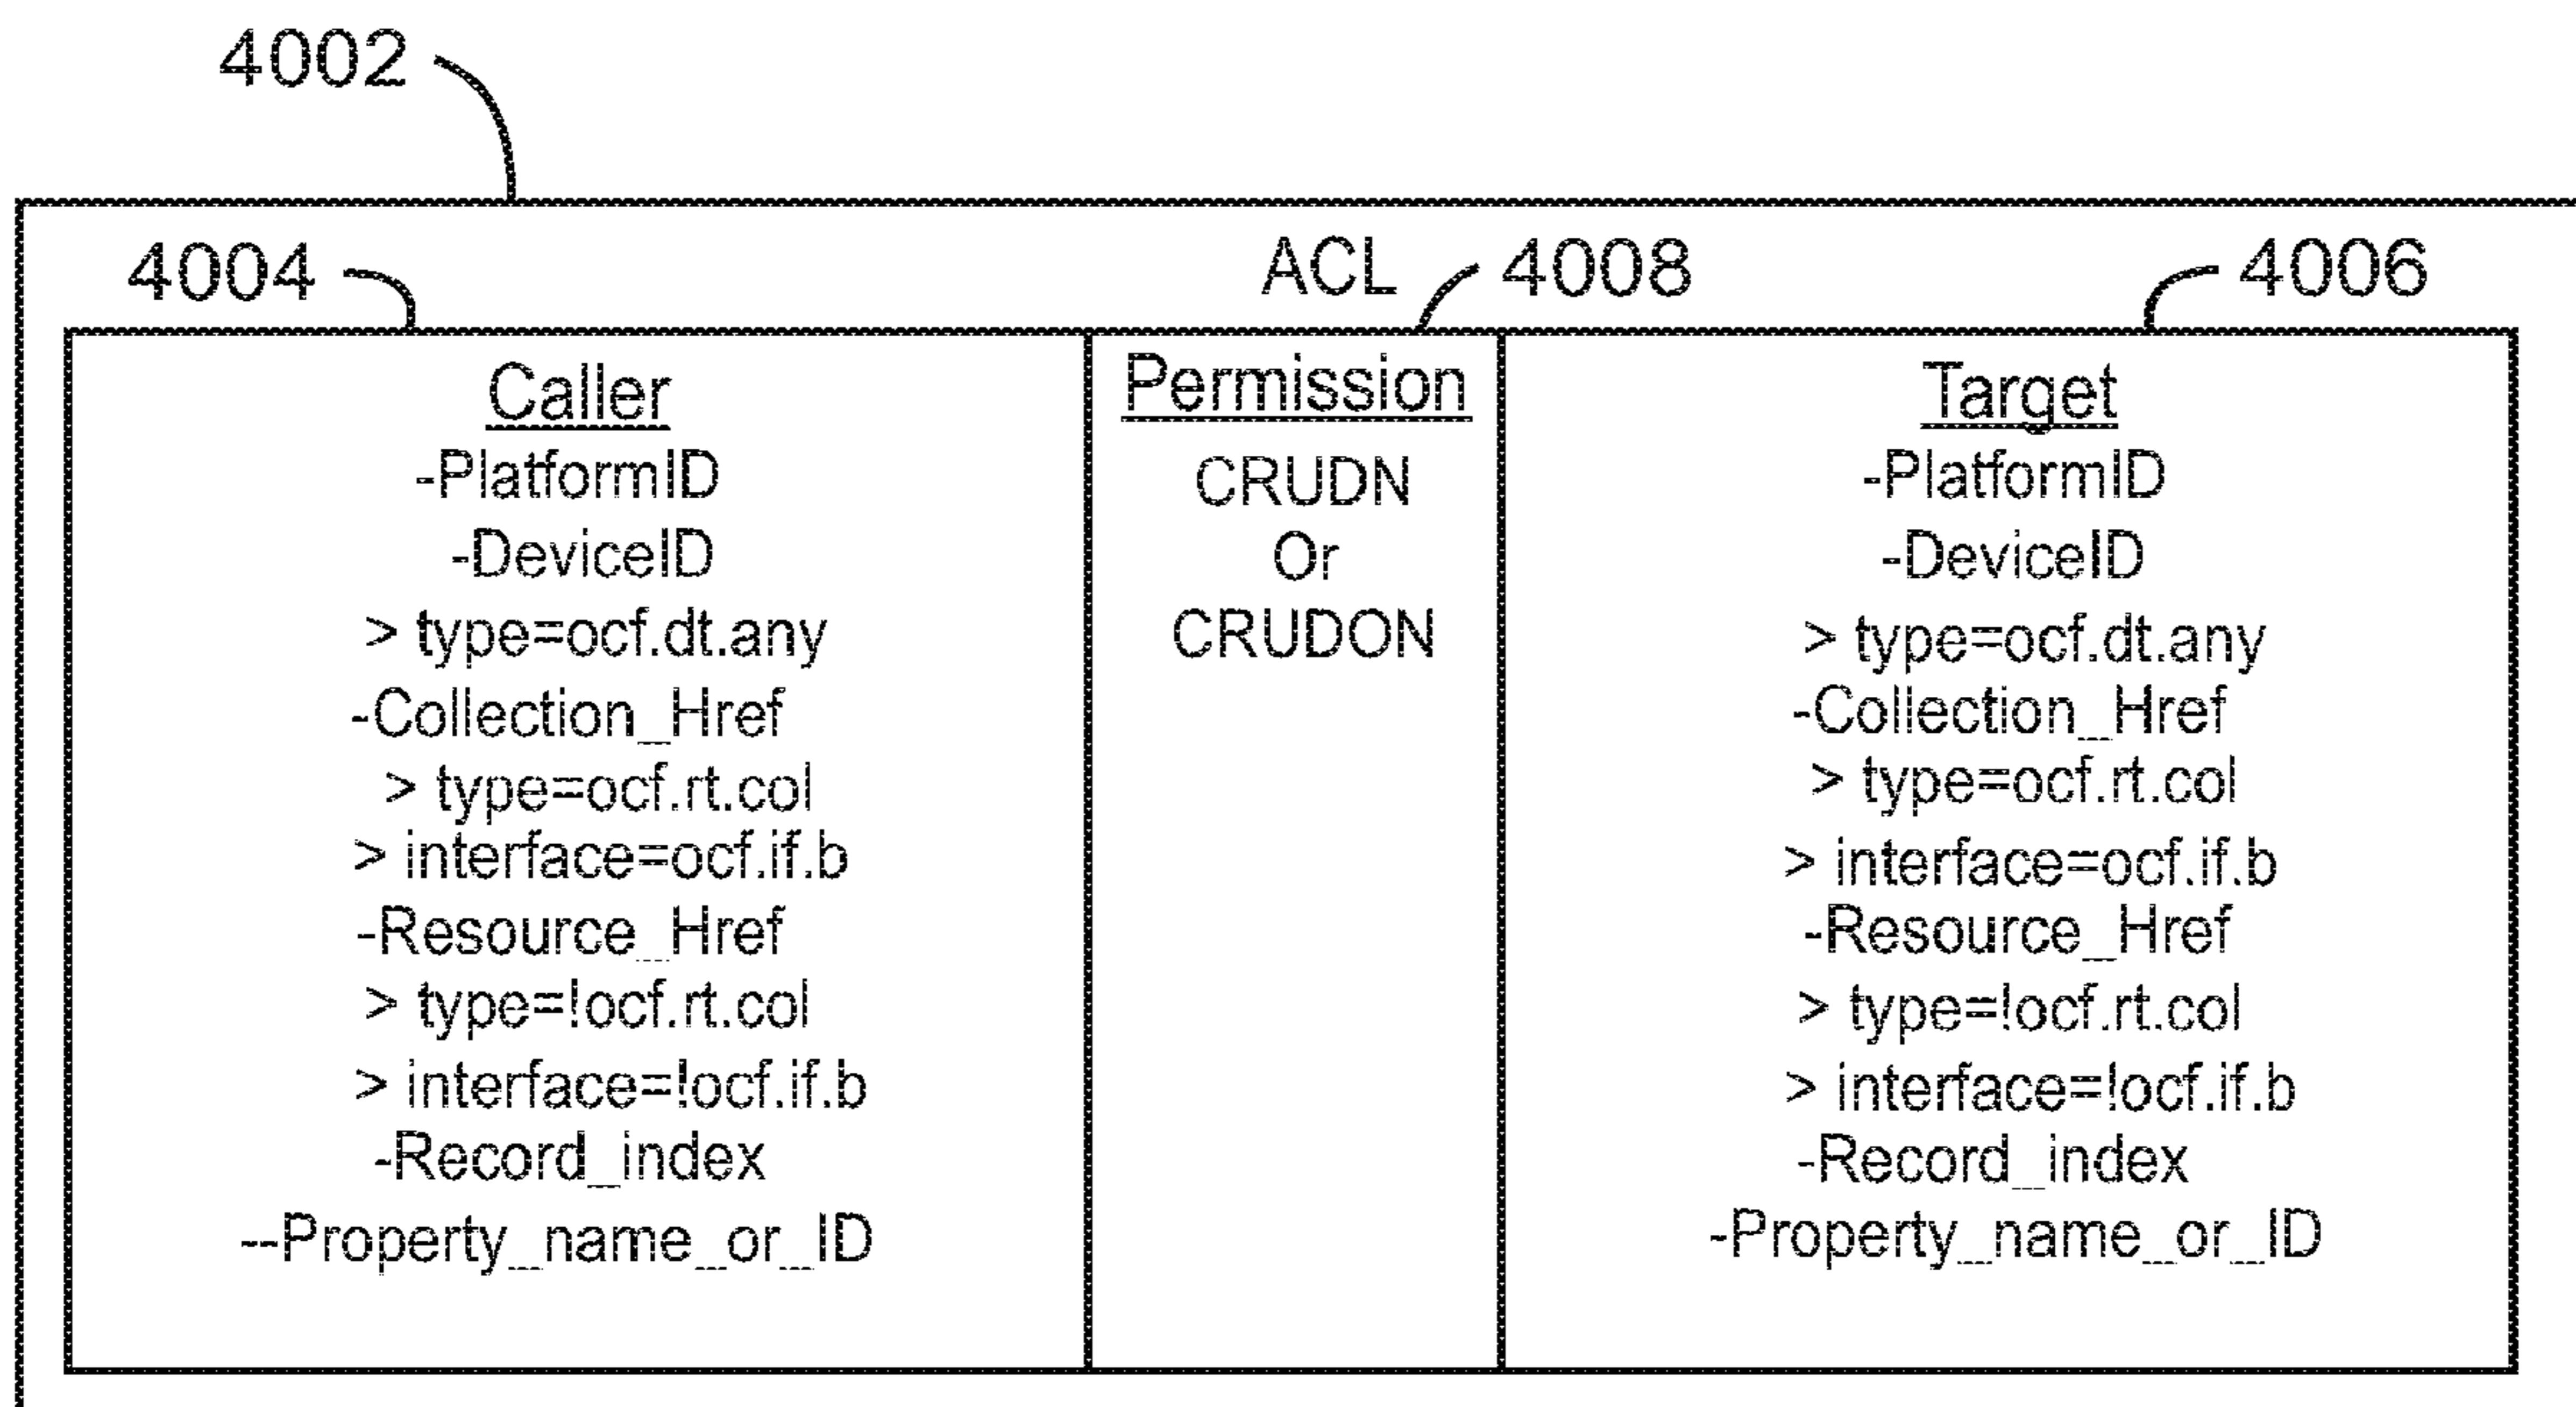 4002
ACL
4004
4008
4006
Caller
-PlatformID
-DeviceID
> type=ocf.dt.any
-Collection_Href
> type=ocf.rt.col
> interface=ocf.if.b
-Resource_Href
> type=!ocf.rt.col
> interface=!ocf.if.b
-Record_index
--Property_name_or_ID
Permission
CRUDN
Or
CRUDON
Target
-PlatformID
-DeviceID
> type=ocf.dt.any
-Collection_Href
> type=ocf.rt.col
> interface=ocf.if.b
-Resource_Href
> type=!ocf.rt.col
> interface=!ocf.if.b
-Record_index
-Property_name_or_ID